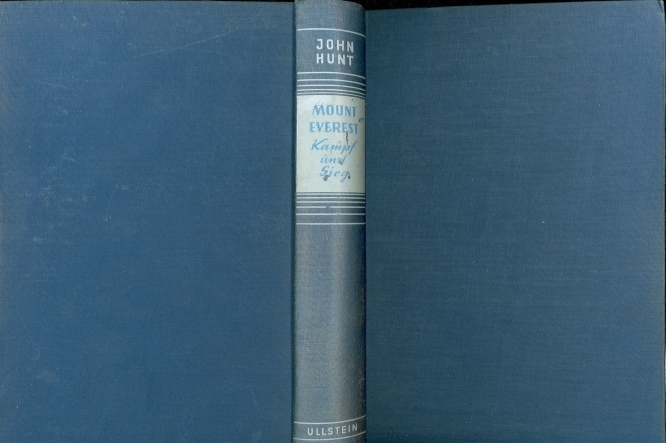 JOHN
HUNT
MOUNT
EVEREST
Kampf
und
Sieg
ULLSTEIN